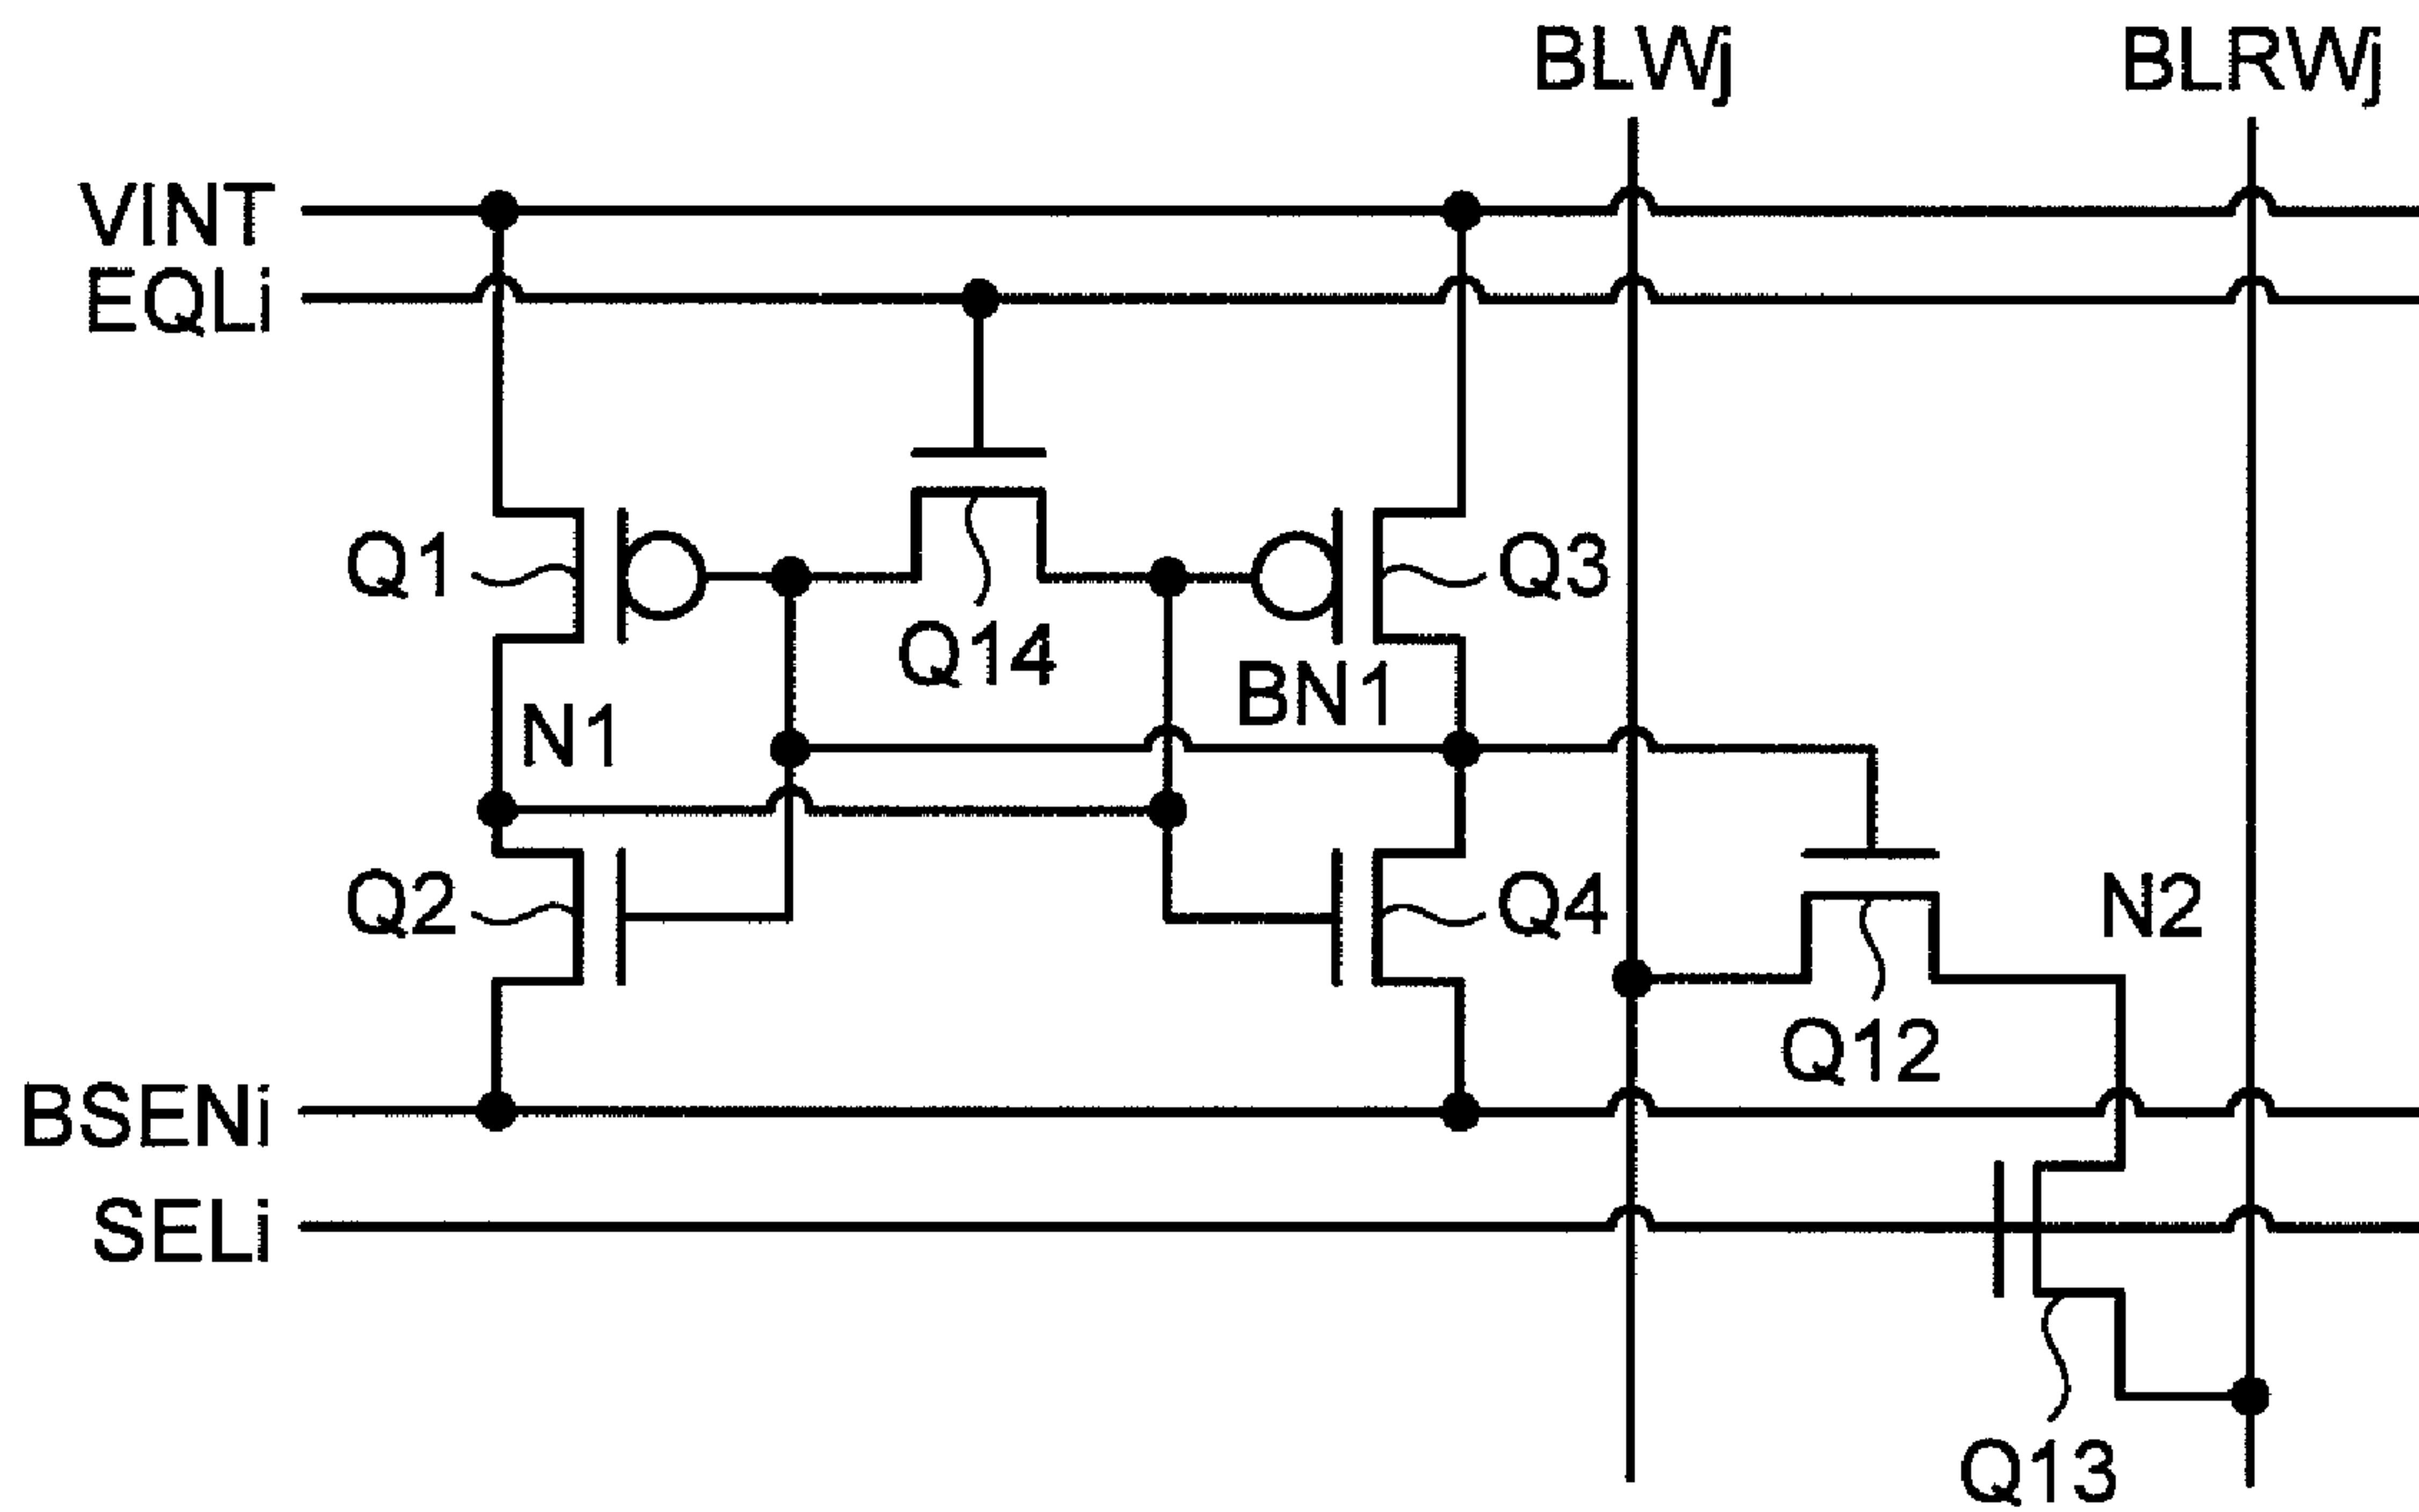 BLWj
BLRWj
VINT
EQLi
Q1
Q3
Q14
BN1
N1
Q2
Q4
N2
Q12
BSENi
SELi
Q13